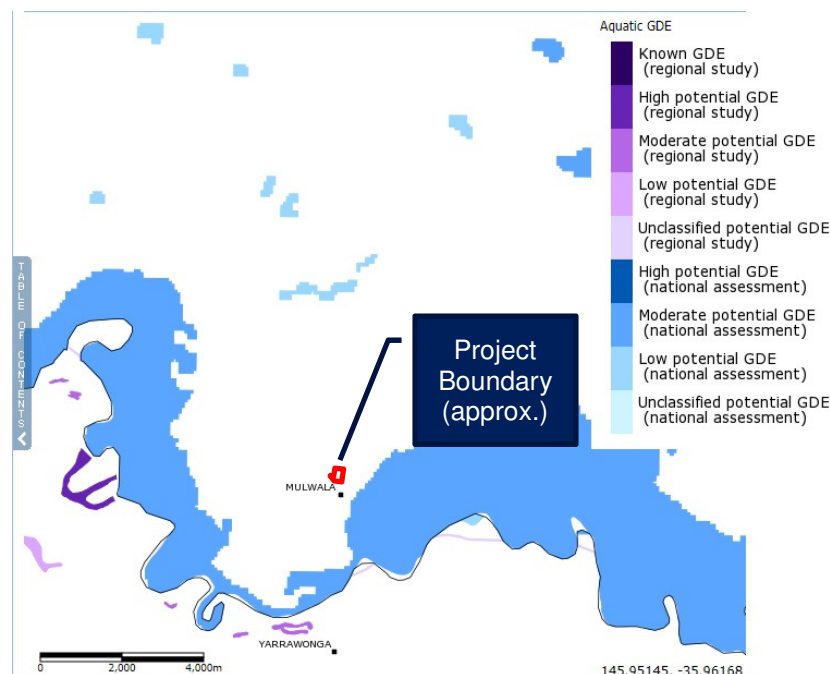 Aquatic GDE
Known GDE
(regional study)
High potential GDE
(regional study)
Moderate potential GDE
(regional study)
Low potential GDE
(regional study)
Unclassified potential GDE
(regional study)
High potential GDE
(national assessment)
Moderate potential GDE
(national assessment)
Low potential GDE
(national assessment)
Unclassified potential GDE
(national assessment)
TABLE OF CONTENTS
Project
Boundary
(approx.)
MULWALA
YARRAWONGA
0 2,000 4,000m
145.95145, -35.96168